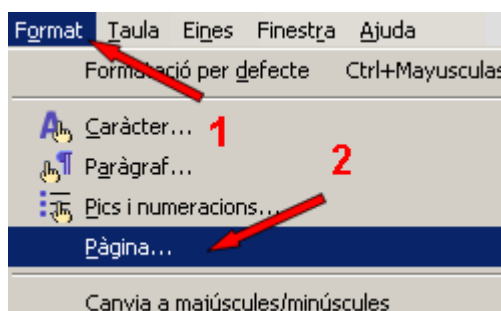 Format Taula Eines Finestra Ajuda
Formatació per defecte Ctrl+Mayusculas
Caràcter... 1
Paràgraf... 2
Pics i numeracions...
Pàgina...
Canvia a majúscules/minúscules